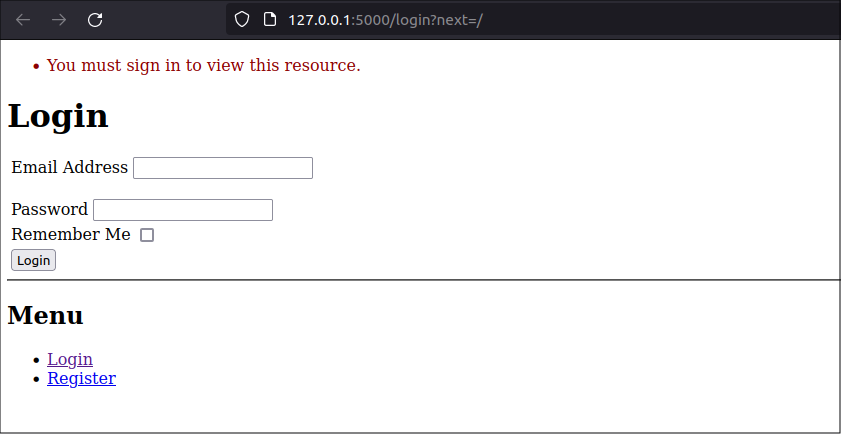 127.0.0.1:5000/login?next=/
You must sign in to view this resource.
Login
Email Address
Password
Remember Me
Login
Menu
Login
Register